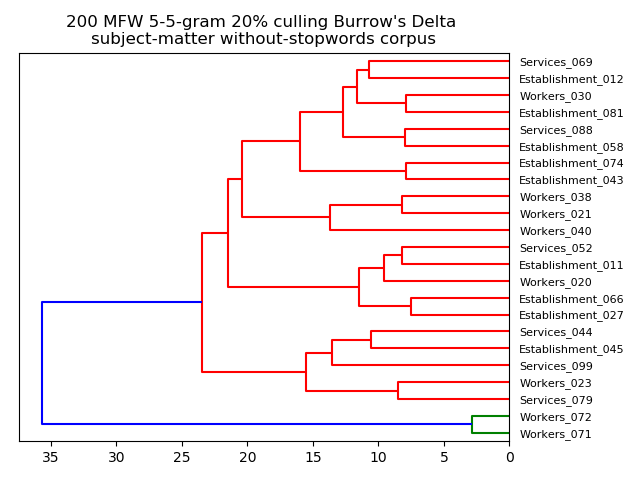 200 MFW 5-5-gram 20% culling Burrow's Delta
subject-matter without-stopwords corpus
Services_069
Establishment_012
Workers_030
Establishment_081
Services_088
Establishment_058
Establishment_074
Establishment_043
Workers_038
Workers_021
Workers_040
Services_052
Establishment_011
Workers_020
Establishment_066
Establishment_027
Services_044
Establishment_045
Services_099
Workers_023
Services_079
Workers_072
Workers_071
35 30 25 20 15 10 5 0